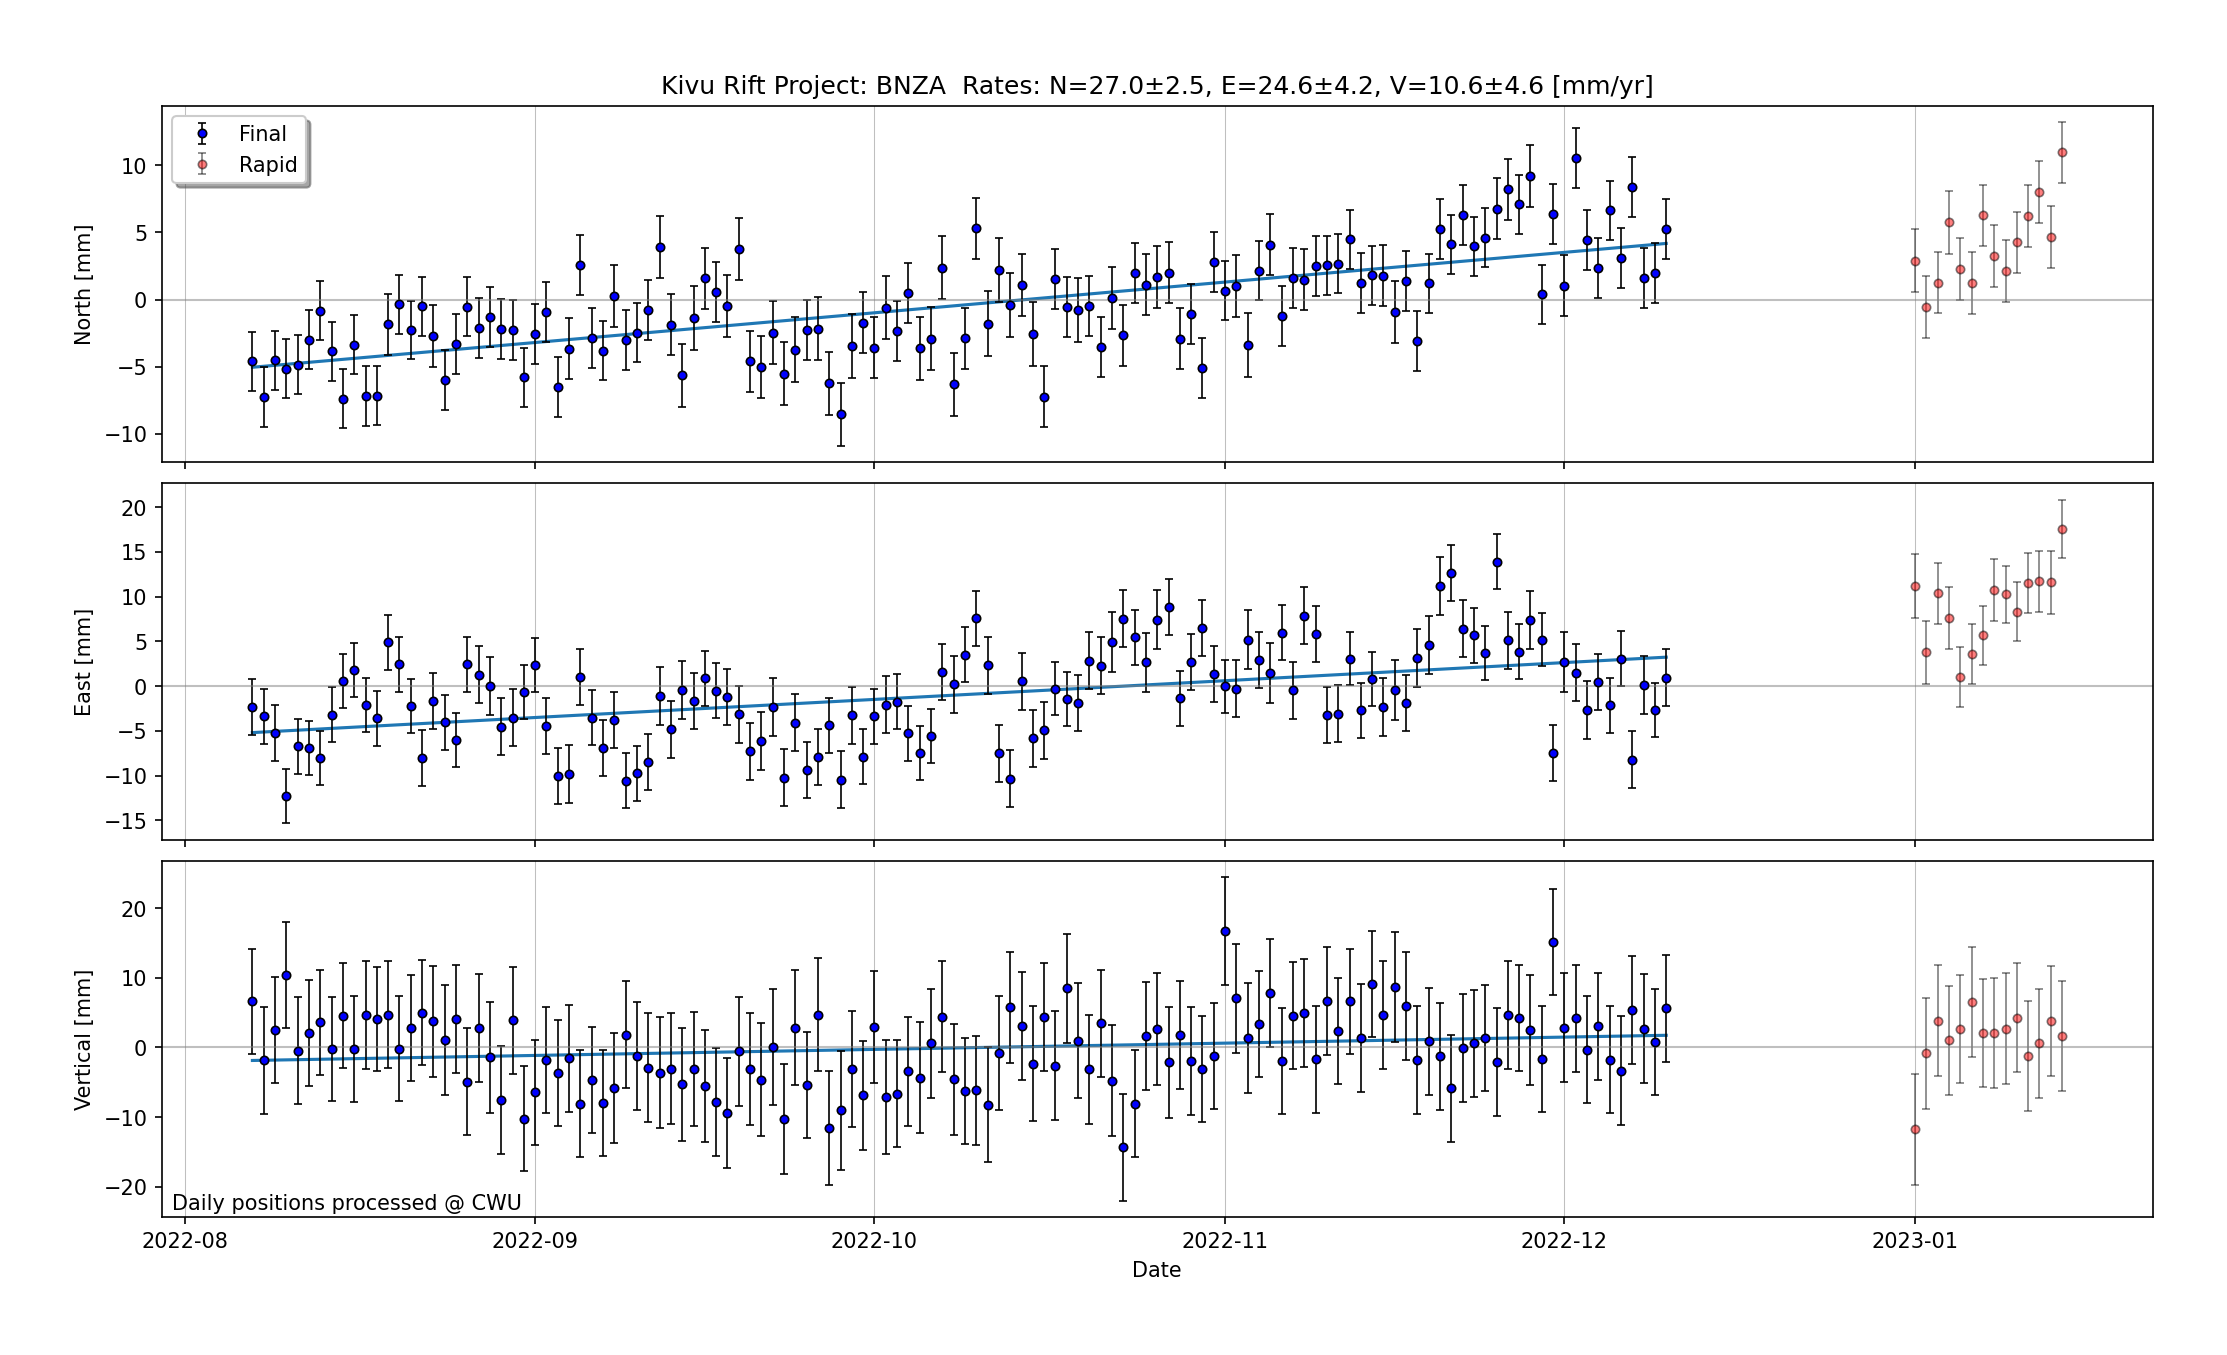 Kivu Rift Project: BNZA  Rates: N=27.0±2.5, E=24.6±4.2, V=10.6±4.6 [mm/yr]
Final
Rapid
10
5
0
−5
−10
North [mm]
20
15
10
5
0
−5
−10
−15
East [mm]
20
10
0
−10
−20
Vertical [mm]
Daily positions processed @ CWU
2022-08 2022-09 2022-10 2022-11 2022-12 2023-01
Date